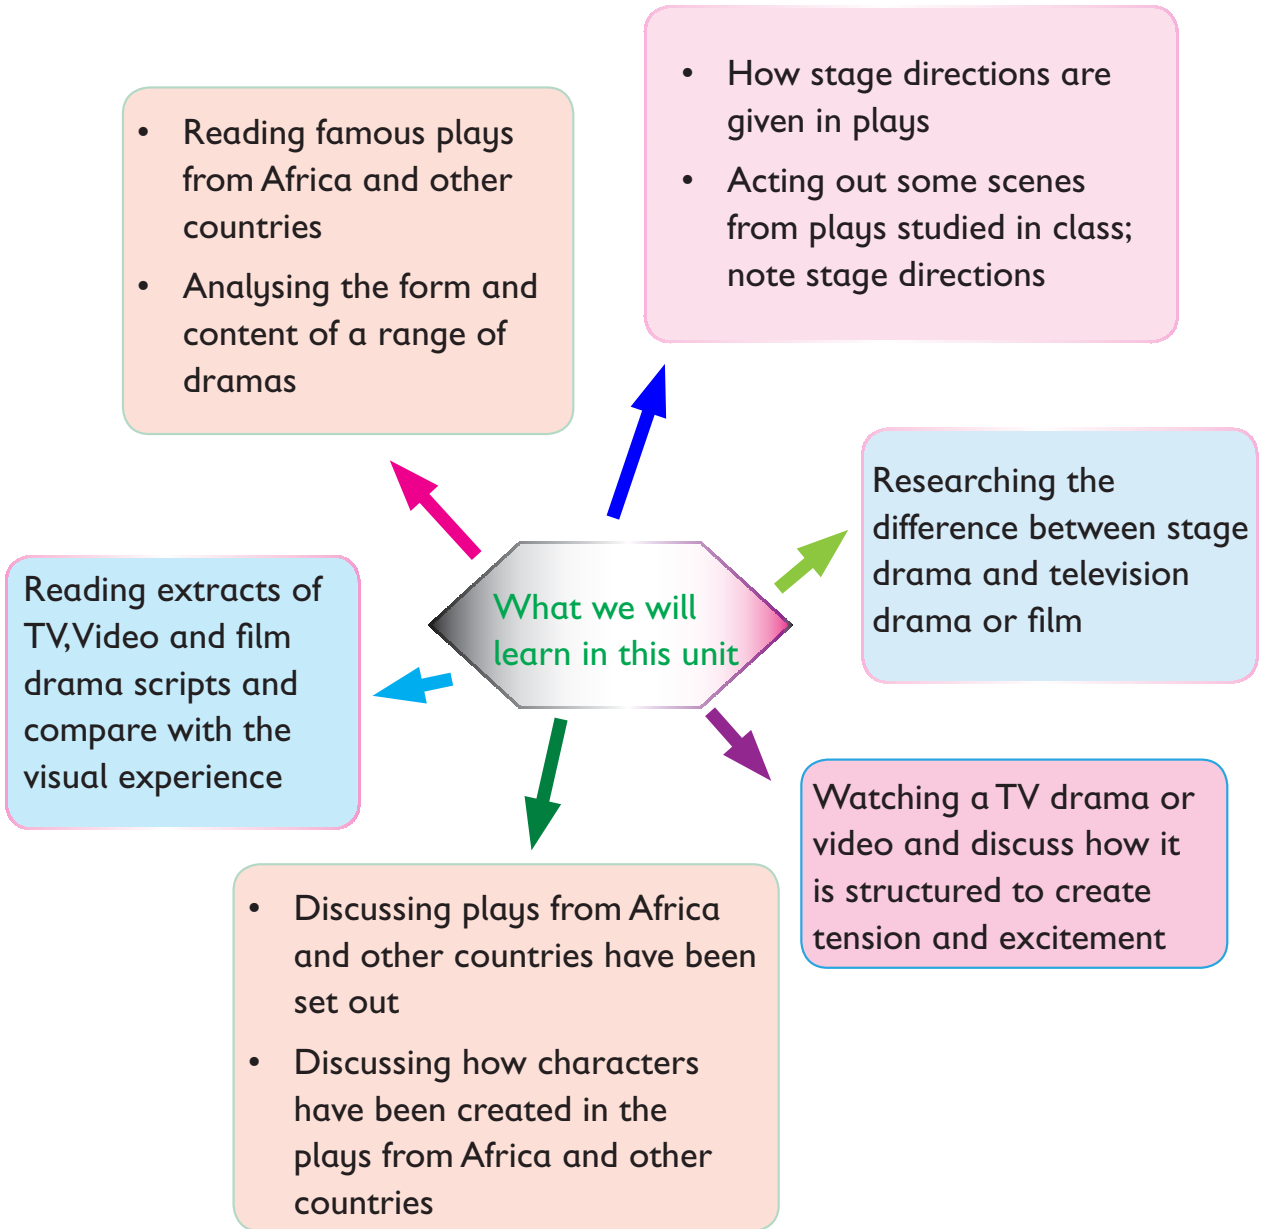 • How stage directions are
given in plays
• Acting out some scenes
from plays studied in class;
note stage directions
• Reading famous plays
from Africa and other
countries
• Analysing the form and
content of a range of
dramas
Researching the
difference between stage
drama and television
drama or film
What we will
learn in this unit
Reading extracts of
TV,Video and film
drama scripts and
compare with the
visual experience
Watching a TV drama or
video and discuss how it
is structured to create
tension and excitement
• Discussing plays from Africa
and other countries have been
set out
• Discussing how characters
have been created in the
plays from Africa and other
countries